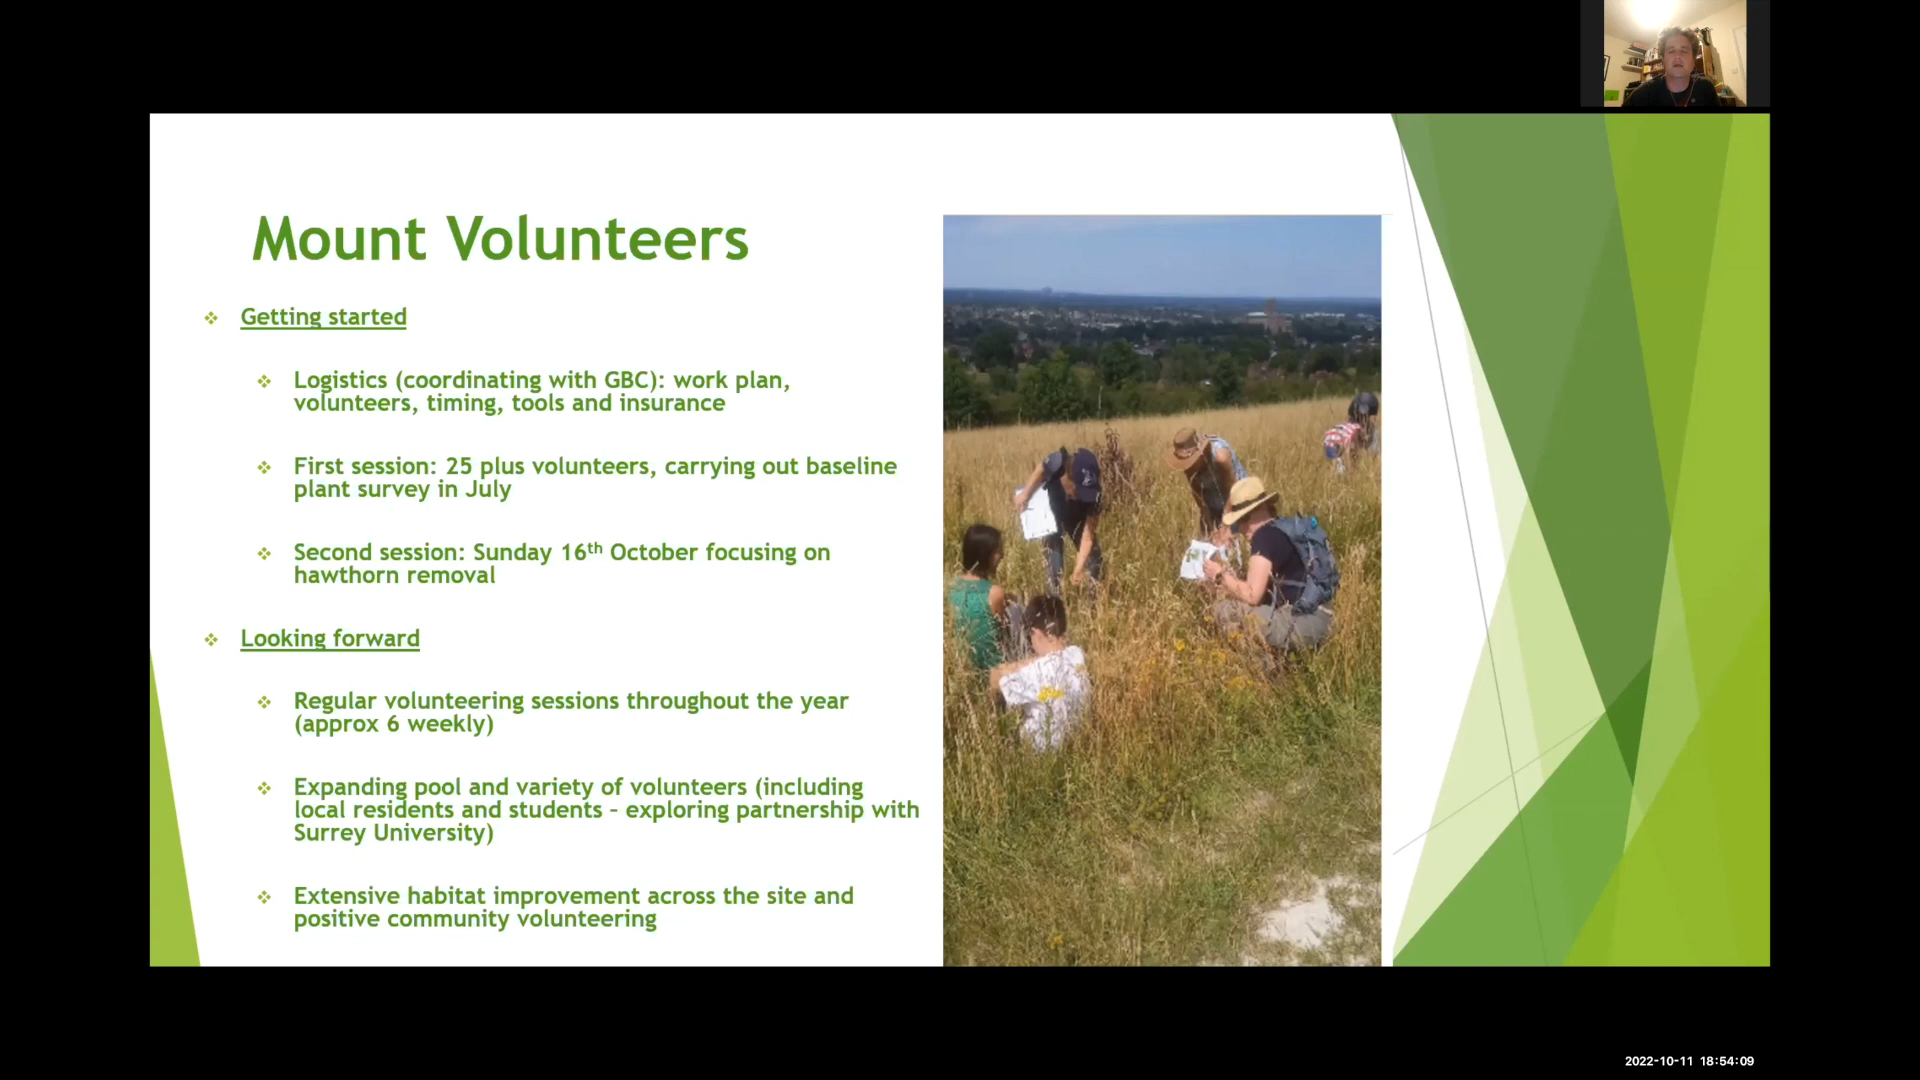 Mount Volunteers
Getting started
Logistics (coordinating with GBC): work plan,
volunteers, timing, tools and insurance
First session: 25 plus volunteers, carrying out baseline
plant survey in July
Second session: Sunday 16th October focusing on
hawthorn removal
Looking forward
Regular volunteering sessions throughout the year
(approx 6 weekly)
Expanding pool and variety of volunteers (including
local residents and students – exploring partnership with
Surrey University)
Extensive habitat improvement across the site and
positive community volunteering
2022-10-11 18:54:09